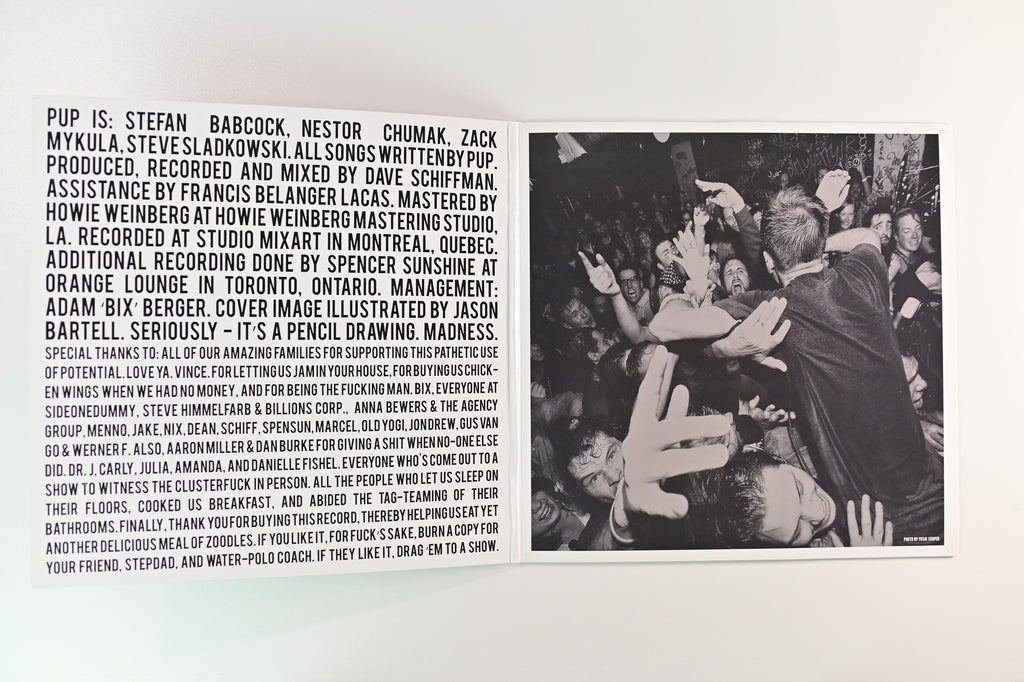 PUP IS: STEFAN BABCOCK, NESTOR CHUMAK, ZACK
MYKULA, STEVE SLADKOWSKI. ALL SONGS WRITTEN BY PUP.
PRODUCED, RECORDED AND MIXED BY DAVE SCHIFFMAN.
ASSISTANCE BY FRANCIS BELANGER LACAS. MASTERED BY
HOWIE WEINBERG AT HOWIE WEINBERG MASTERING STUDIO,
LA. RECORDED AT STUDIO MIXART IN MONTREAL, QUEBEC.
ADDITIONAL RECORDING DONE BY SPENCER SUNSHINE AT
ORANGE LOUNGE IN TORONTO, ONTARIO. MANAGEMENT:
ADAM 'BIX' BERGER. COVER IMAGE ILLUSTRATED BY JASON
BARTELL. SERIOUSLY - IT'S A PENCIL DRAWING. MADNESS.
SPECIAL THANKS TO: ALL OF OUR AMAZING FAMILIES FOR SUPPORTING THIS PATHETIC USE
OF POTENTIAL. LOVE YA. VINCE. FOR LETTING US JAM IN YOUR HOUSE, FOR BUYING US CHICK-
EN WINGS WHEN WE HAD NO MONEY, AND FOR BEING THE FUCKING MAN. BIX, EVERYONE AT
SIDEONEDUMMY, STEVE HIMMELFARB & BILLIONS CORP., ANNA BEWERS & THE AGENCY
GROUP, MENNO, JAKE, NIX, DEAN, SCHIFF, SPENSUN, MARCEL, OLD YOGI, JONDREW, GUS VAN
GO & WERNER F. ALSO, AARON MILLER & DAN BURKE FOR GIVING A SHIT WHEN NO-ONE ELSE
DID. DR. J, CARLY, JULIA, AMANDA, AND DANIELLE FISHEL. EVERYONE WHO'S COME OUT TO A
SHOW TO WITNESS THE CLUSTERFUCK IN PERSON. ALL THE PEOPLE WHO LET US SLEEP ON
THEIR FLOORS, COOKED US BREAKFAST, AND ABIDED THE TAG-TEAMING OF THEIR
BATHROOMS. FINALLY, THANK YOU FOR BUYING THIS RECORD, THEREBY HELPING US EAT YET
ANOTHER DELICIOUS MEAL OF ZOODLES. IF YOU LIKE IT, FOR FUCK'S SAKE, BURN A COPY FOR
YOUR FRIEND, STEPDAD, AND WATER-POLO COACH. IF THEY LIKE IT, DRAG 'EM TO A SHOW.
PHOTO BY YOSH COOPER